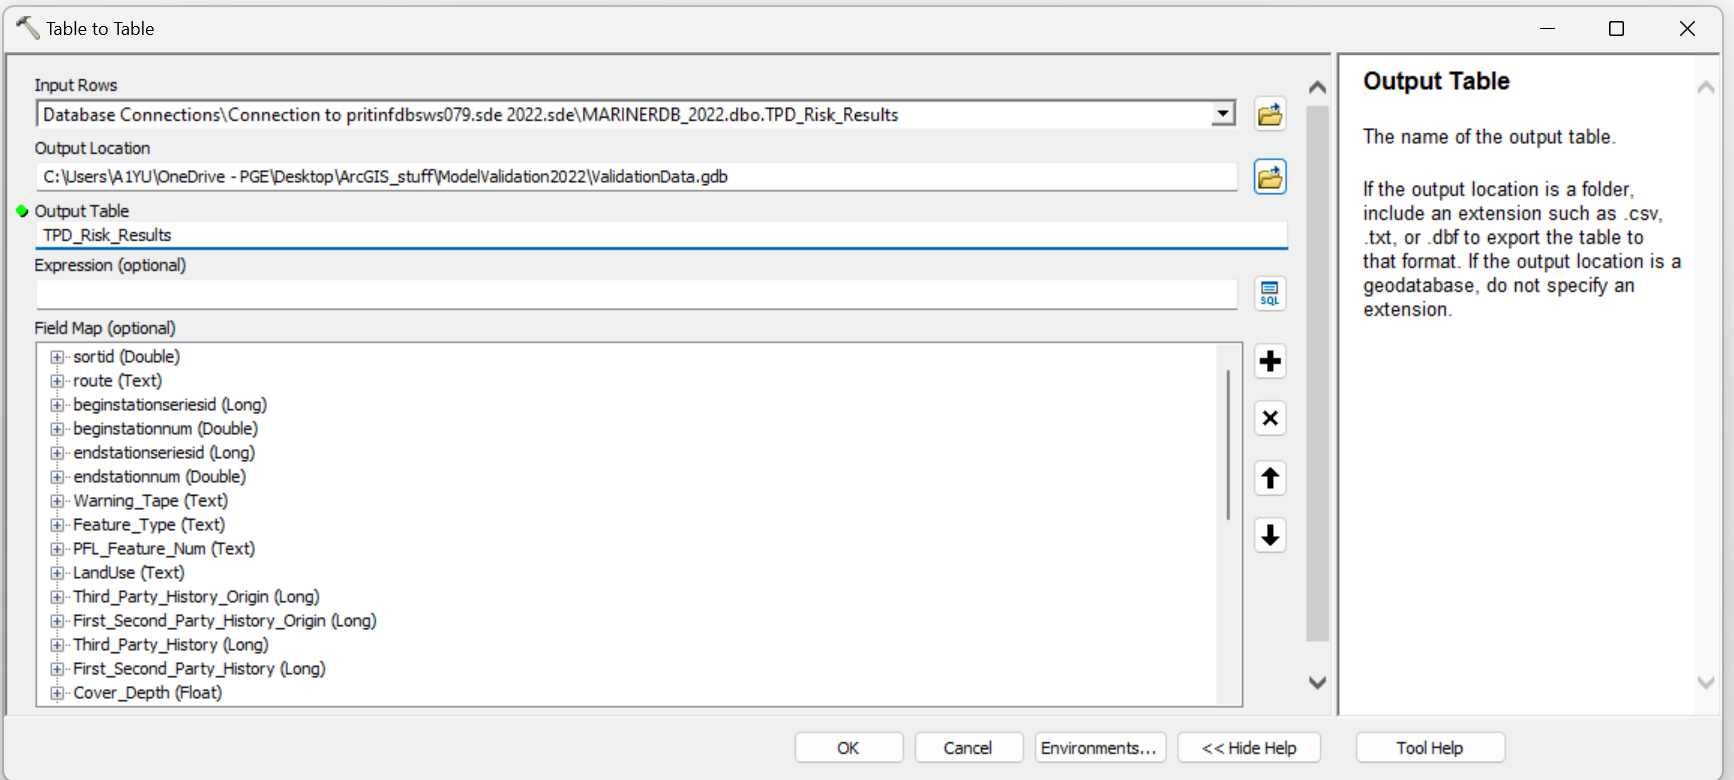 Table to Table
Input Rows
Database Connections\Connection to pritinfdbsws079.sde 2022.sde\MARINERDB_2022.dbo.TPD_Risk_Results
Output Location
C:\Users\A1YU\OneDrive - PGE\Desktop\ArcGIS_stuff\ModelValidation2022\ValidationData.gdb
Output Table
TPD_Risk_Results
Expression (optional)
SQL
Field Map (optional)
sortid (Double)
route (Text)
beginstationseriesid (Long)
beginstationnum (Double)
endstationseriesid (Long)
endstationnum (Double)
Warning_Tape (Text)
Feature_Type (Text)
PFL_Feature_Num (Text)
LandUse (Text)
Third_Party_History_Origin (Long)
First_Second_Party_History_Origin (Long)
Third_Party_History (Long)
First_Second_Party_History (Long)
Cover_Depth (Float)
OK
Cancel
Environments...
<< Hide Help
Output Table
The name of the output table.
If the output location is a folder,
include an extension such as .csv,
.txt, or .dbf to export the table to
that format. If the output location is a
geodatabase, do not specify an
extension.
Tool Help